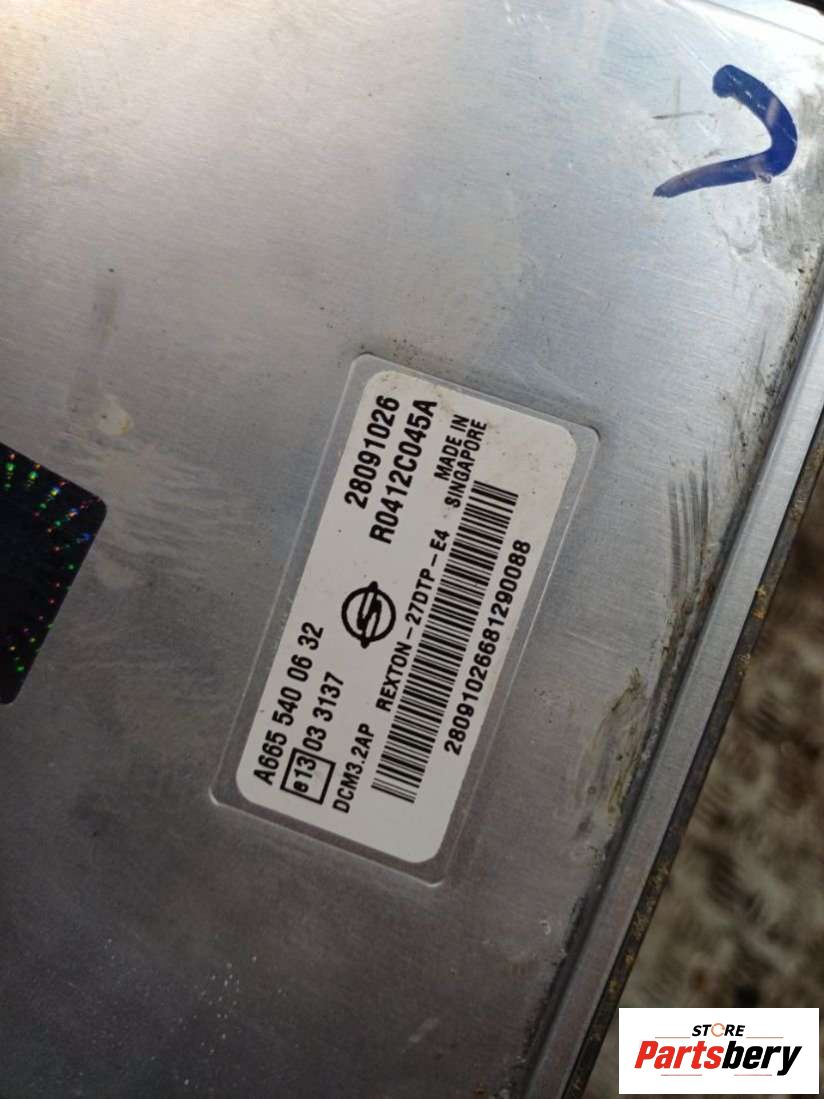 A665 540 06 32 28091026
e13 03 3137 R0412C045A
DCM3.2AP REXTON-27DTP-E4 MADE IN
SINGAPORE
28091026681290088
STORE
Partsbery